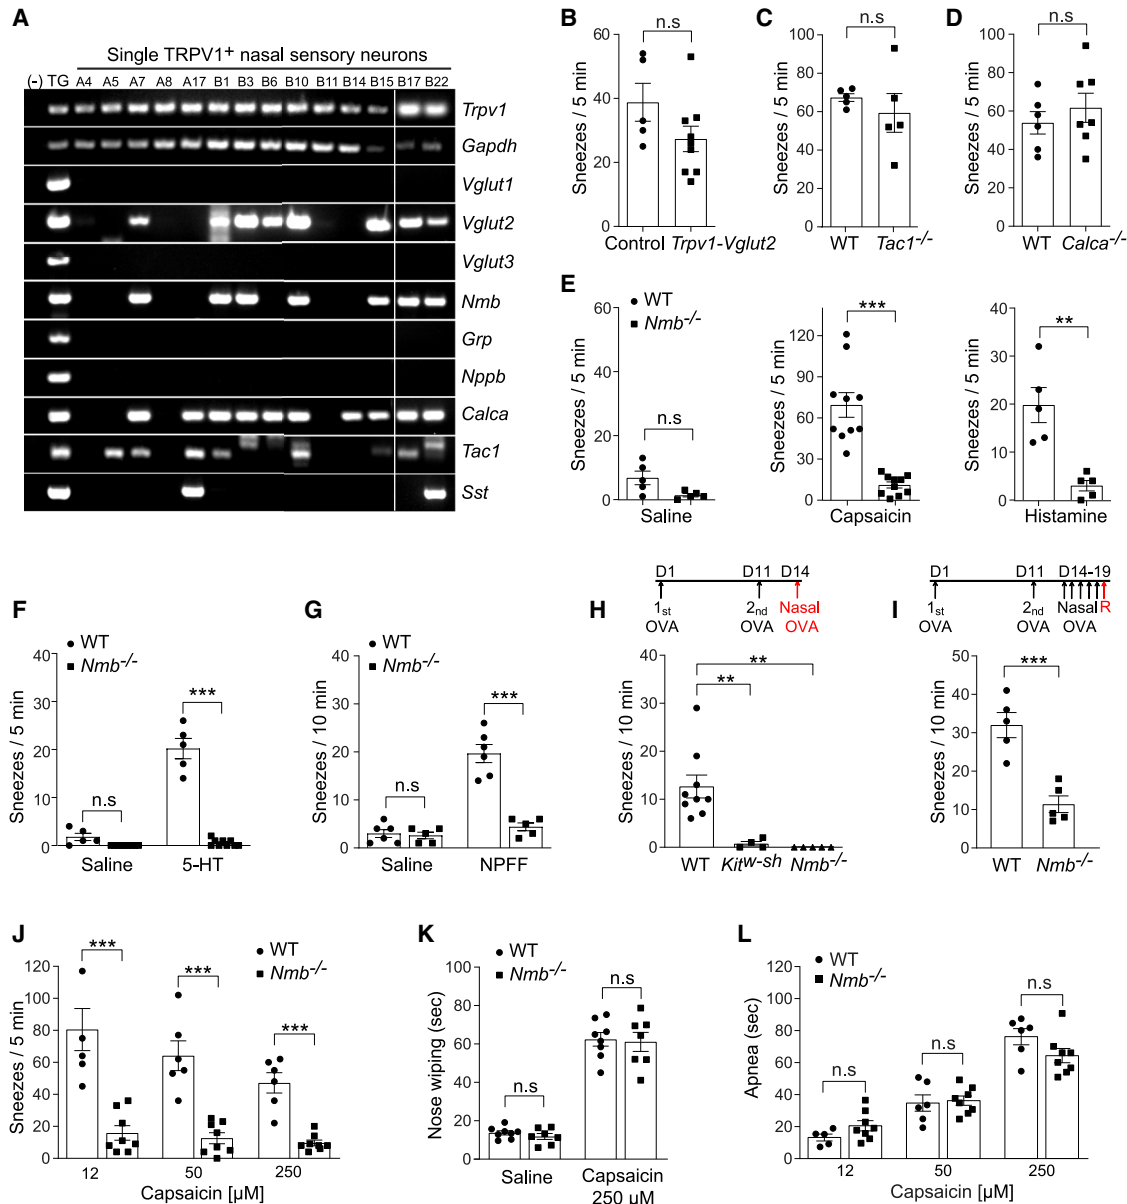 A
Single TRPV1+ nasal sensory neurons
(-) TG A4 A5 A7 A8 A17 B1 B3 B6 B10 B11 B14 B15 B17 B22
Trpv1
Gapdh
Vglut1
Vglut2
Vglut3
Nmb
Grp
Nppb
Calca
Tac1
Sst
B
n.s
Sneezes / 5 min
60
40
20
0
Control Trpv1-Vglut2
C
n.s
Sneezes / 5 min
100
80
60
40
20
0
WT Tac1-/-
D
n.s
Sneezes / 5 min
100
80
60
40
20
0
WT Calca-/-
E
WT
Nmb-/-
Sneezes / 5 min
60
40
20
0
n.s
Saline
Sneezes / 5 min
120
90
60
30
0
***
Capsaicin
Sneezes / 5 min
40
30
20
10
0
**
Histamine
F
WT
Nmb-/-
Sneezes / 5 min
40
30
20
10
0
n.s
***
Saline 5-HT
G
WT
Nmb-/-
Sneezes / 10 min
40
30
20
10
0
n.s
***
Saline NPFF
H
D1 D11 D14
1st 2nd Nasal
OVA OVA OVA
Sneezes / 10 min
40
30
20
10
0
**
**
WT Kitw-sh Nmb-/-
I
D1 D11 D14-19
1st 2nd Nasal R
OVA OVA OVA
Sneezes / 10 min
50
40
30
20
10
0
***
WT Nmb-/-
J
WT
Nmb-/-
Sneezes / 5 min
120
100
80
60
40
20
0
***
***
***
12 50 250
Capsaicin [µM]
K
WT
Nmb-/-
Nose wiping (sec)
100
80
60
40
20
0
n.s
n.s
Saline Capsaicin
250 µM
L
WT
Nmb-/-
Apnea (sec)
120
100
80
60
40
20
0
n.s
n.s
n.s
12 50 250
Capsaicin [µM]